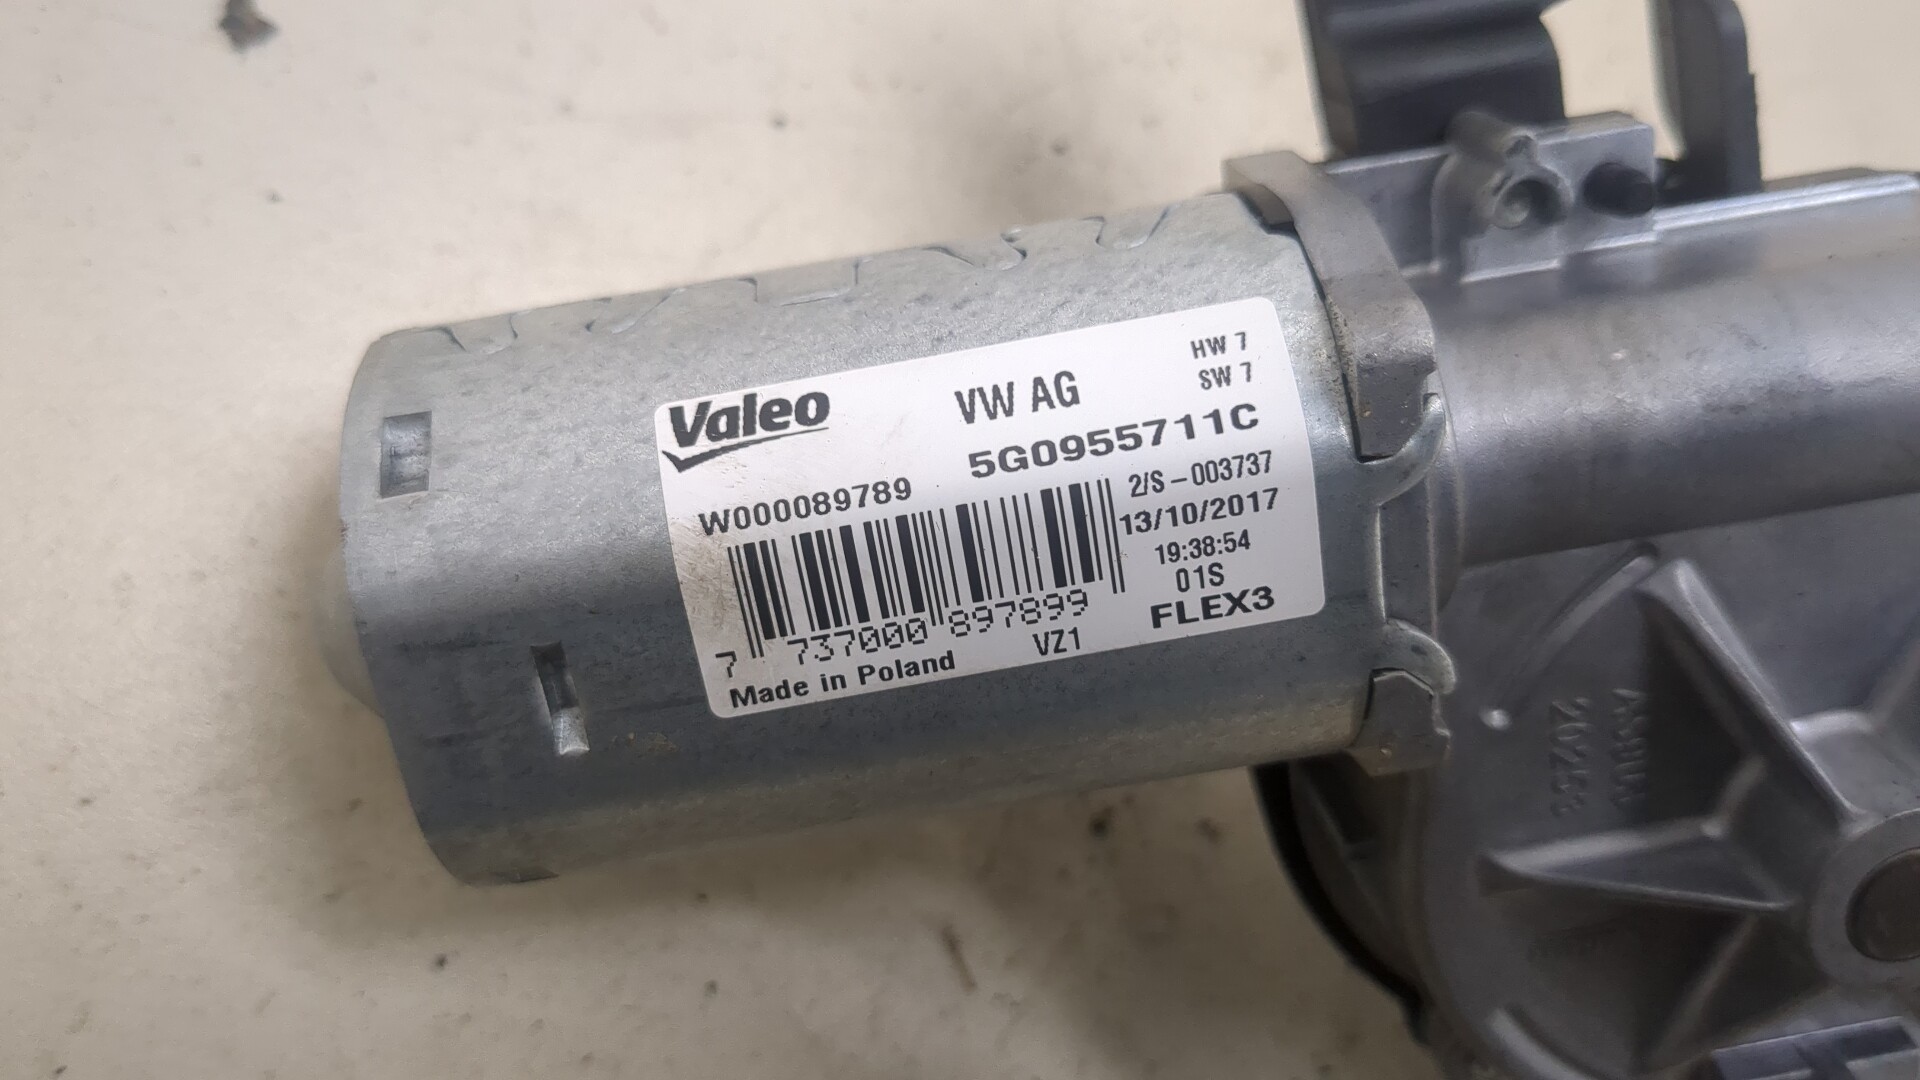 Valeo
VW AG
HW 7
SW 7
5G0955711C
W000089789
2/S-003737
13/10/2017
19:38:54
01S
FLEX3
7 737000 897899
VZ1
Made in Poland